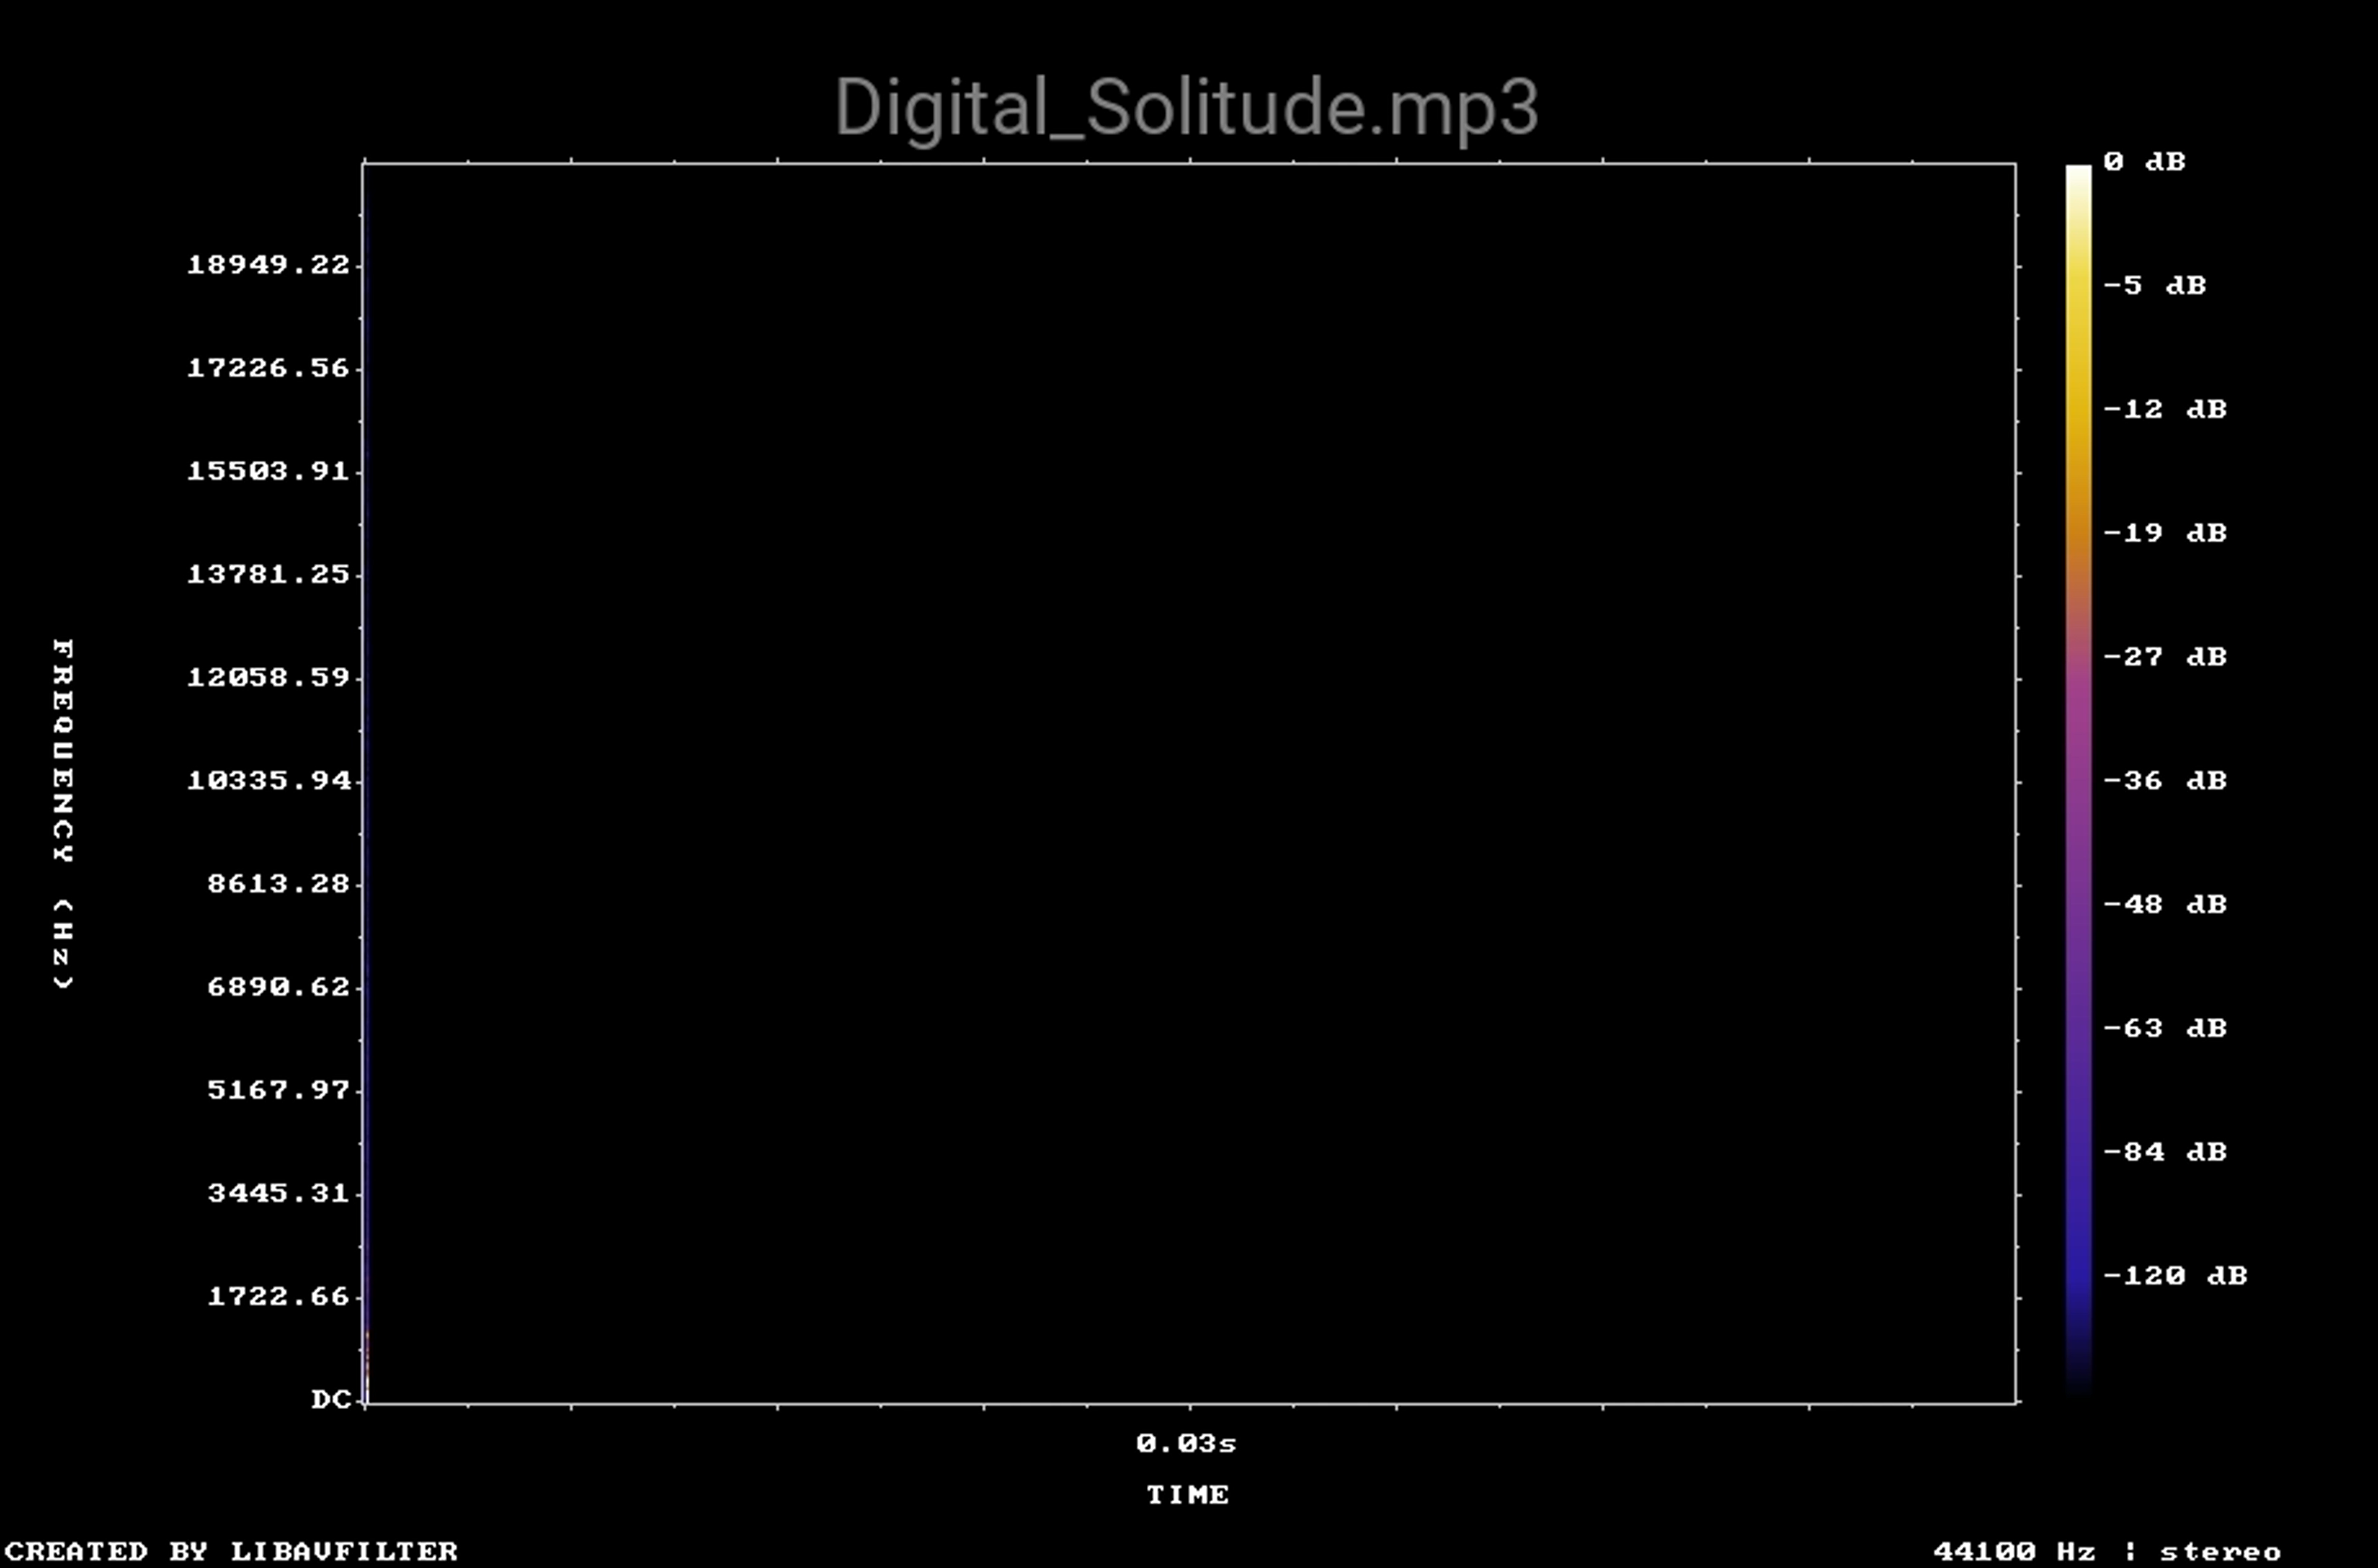 Digital_Solitude.mp3
0 dB
-5 dB
-12 dB
-19 dB
-27 dB
-36 dB
-48 dB
-63 dB
-84 dB
-120 dB
18949.22
17226.56
15503.91
13781.25
12058.59
10335.94
8613.28
6890.62
5167.97
3445.31
1722.66
DC
FREQUENCY (Hz)
0.03s
TIME
CREATED BY LIBAVFILTER
44100 Hz | stereo